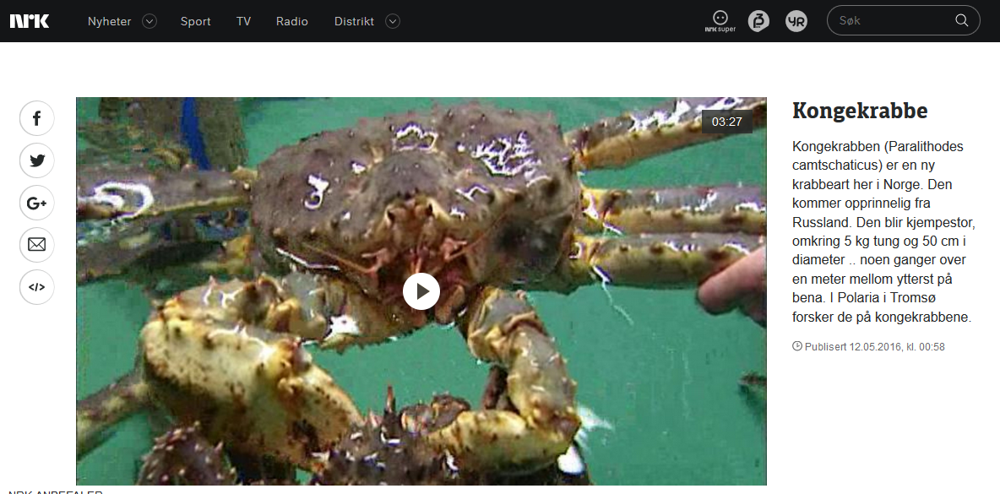 NRK Nyheter Sport TV Radio Distrikt NRK super P3 YR Søk
03:27
Kongekrabbe
Kongekrabben (Paralithodes
camtschaticus) er en ny
krabbeart her i Norge. Den
kommer opprinnelig fra
Russland. Den blir kjempestor,
omkring 5 kg tung og 50 cm i
diameter .. noen ganger over
en meter mellom ytterst på
bena. I Polaria i Tromsø
forsker de på kongekrabbene.
Publisert 12.05.2016, kl. 00:58
NRK ANBEFALER